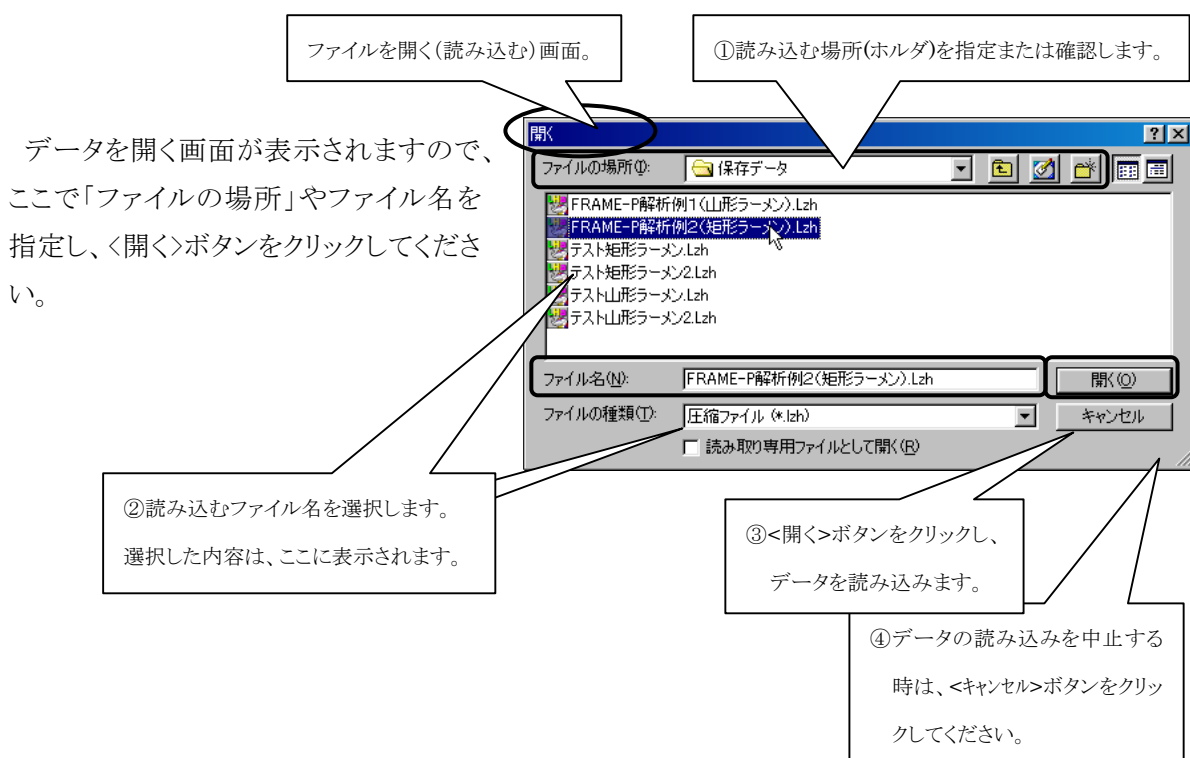 ファイルを開く(読み込む)画面。
①読み込む場所(ホルダ)を指定または確認します。
データを開く画面が表示されますので、
ここで「ファイルの場所」やファイル名を
指定し、<開く>ボタンをクリックしてくださ
い。
開く
ファイルの場所(I):
保存データ
FRAME-P解析例1(山形ラーメン).Lzh
FRAME-P解析例2(矩形ラーメン).Lzh
テスト矩形ラーメン.Lzh
テスト矩形ラーメン2.Lzh
テスト山形ラーメン.Lzh
テスト山形ラーメン2.Lzh
ファイル名(N):
FRAME-P解析例2(矩形ラーメン).Lzh
開く(O)
ファイルの種類(T):
圧縮ファイル (*.lzh)
キャンセル
読み取り専用ファイルとして開く(R)
②読み込むファイル名を選択します。
選択した内容は、ここに表示されます。
③<開く>ボタンをクリックし、
データを読み込みます。
④データの読み込みを中止する
時は、<キャンセル>ボタンをクリッ
クしてください。